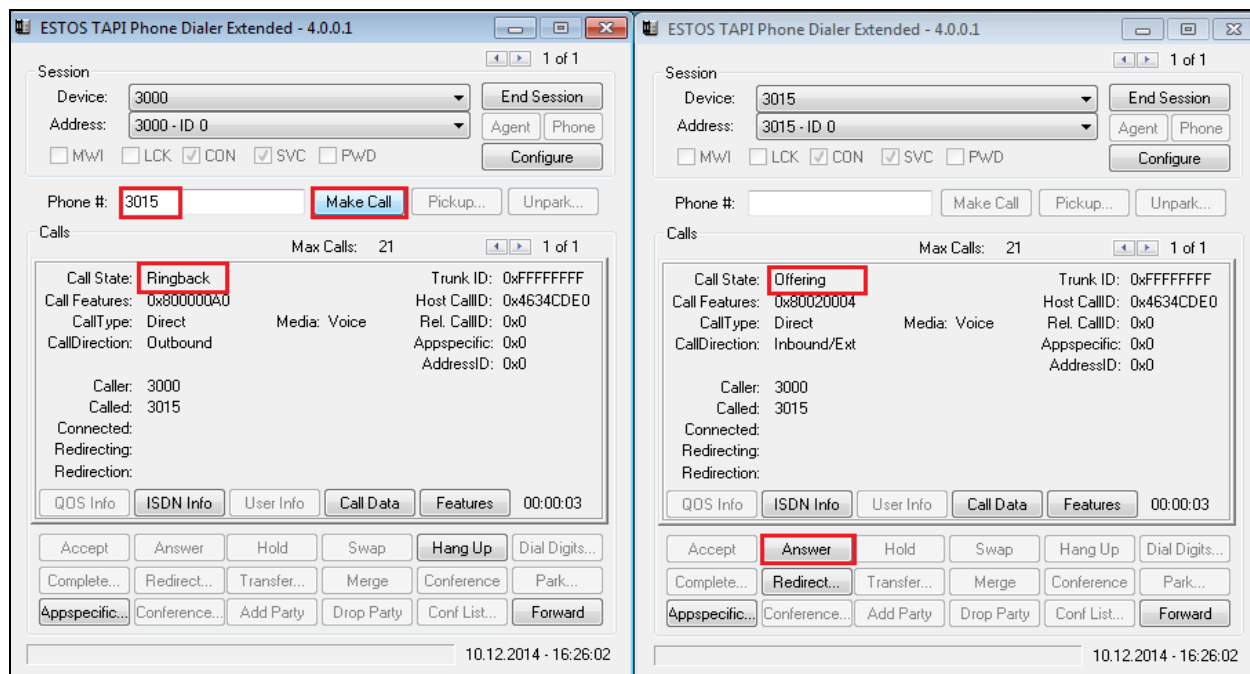 ESTOS TAPI Phone Dialer Extended - 4.0.0.1
1 of 1
Session
Device: 3000 End Session
Address: 3000 - ID 0 Agent Phone
MWI LCK CON SVC PWD Configure
Phone #: 3015 Make Call Pickup... Unpark...
Calls
Max Calls: 21 1 of 1
Call State: Ringback Trunk ID: 0xFFFFFFFF
Call Features: 0x800000A0 Host CallID: 0x4634CDE0
CallType: Direct Media: Voice Rel. CallID: 0x0
CallDirection: Outbound Appspecific: 0x0
AddressID: 0x0
Caller: 3000
Called: 3015
Connected:
Redirecting:
Redirection:
QOS Info ISDN Info User Info Call Data Features 00:00:03
Accept Answer Hold Swap Hang Up Dial Digits...
Complete... Redirect... Transfer... Merge Conference Park...
Appspecific... Conference... Add Party Drop Party Conf List... Forward
10.12.2014 - 16:26:02
ESTOS TAPI Phone Dialer Extended - 4.0.0.1
1 of 1
Session
Device: 3015 End Session
Address: 3015 - ID 0 Agent Phone
MWI LCK CON SVC PWD Configure
Phone #: Make Call Pickup... Unpark...
Calls
Max Calls: 21 1 of 1
Call State: Offering Trunk ID: 0xFFFFFFFF
Call Features: 0x80020004 Host CallID: 0x4634CDE0
CallType: Direct Media: Voice Rel. CallID: 0x0
CallDirection: Inbound/Ext Appspecific: 0x0
AddressID: 0x0
Caller: 3000
Called: 3015
Connected:
Redirecting:
Redirection:
QOS Info ISDN Info User Info Call Data Features 00:00:03
Accept Answer Hold Swap Hang Up Dial Digits...
Complete... Redirect... Transfer... Merge Conference Park...
Appspecific... Conference... Add Party Drop Party Conf List... Forward
10.12.2014 - 16:26:02